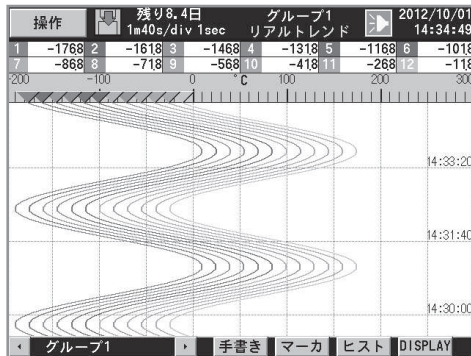 操作 残り8.4日 グループ1 2012/10/01
1m40s/div 1sec リアルトレンド 14:34:49
1 -1768 2 -1618 3 -1468 4 -1318 5 -1168 6 -1018
7 -868 8 -718 9 -568 10 -418 11 -268 12 -118
-200 -100 0 °C 100 200 300
14:33:20
14:31:40
14:30:00
グループ1 手書き マーカ ヒスト DISPLAY